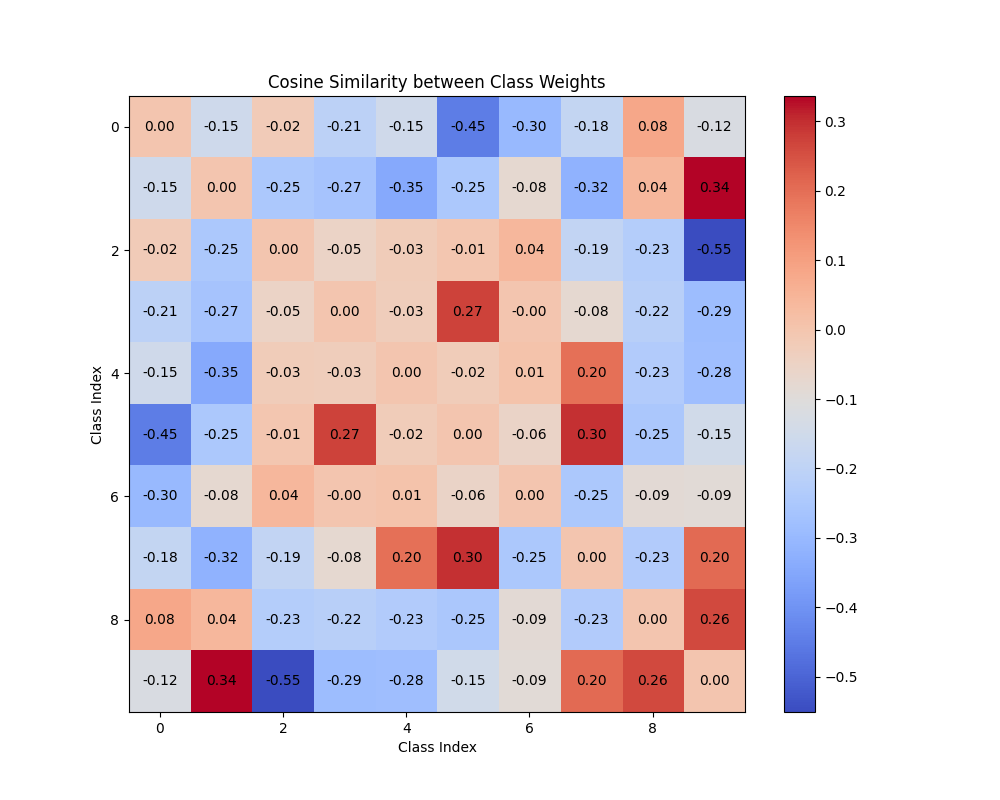 Cosine Similarity between Class Weights
0 0.00 -0.15 -0.02 -0.21 -0.15 -0.45 -0.30 -0.18 0.08 -0.12
-0.15 0.00 -0.25 -0.27 -0.35 -0.25 -0.08 -0.32 0.04 0.34
2 -0.02 -0.25 0.00 -0.05 -0.03 -0.01 0.04 -0.19 -0.23 -0.55
-0.21 -0.27 -0.05 0.00 -0.03 0.27 -0.00 -0.08 -0.22 -0.29
4 -0.15 -0.35 -0.03 -0.03 0.00 -0.02 0.01 0.20 -0.23 -0.28
-0.45 -0.25 -0.01 0.27 -0.02 0.00 -0.06 0.30 -0.25 -0.15
6 -0.30 -0.08 0.04 -0.00 0.01 -0.06 0.00 -0.25 -0.09 -0.09
-0.18 -0.32 -0.19 -0.08 0.20 0.30 -0.25 0.00 -0.23 0.20
8 0.08 0.04 -0.23 -0.22 -0.23 -0.25 -0.09 -0.23 0.00 0.26
-0.12 0.34 -0.55 -0.29 -0.28 -0.15 -0.09 0.20 0.26 0.00
0 2 4 6 8
Class Index
Class Index
0.3
0.2
0.1
0.0
−0.1
−0.2
−0.3
−0.4
−0.5